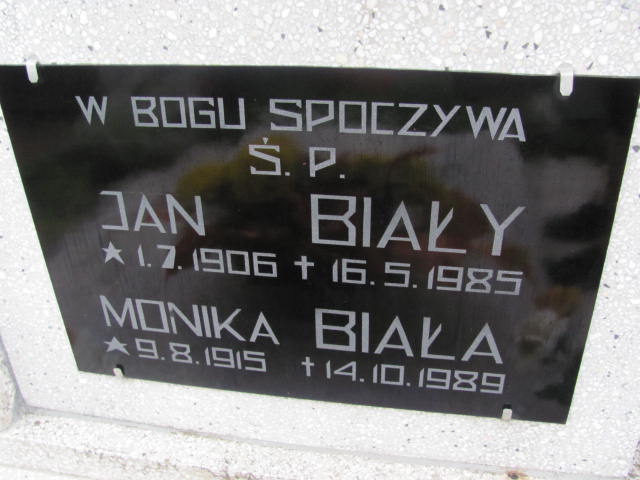 W BOGU SPOCZYWA
Ś. P.
JAN BIAŁY
★ 1.7.1906 † 16.5.1985
MONIKA BIAŁA
★ 9.8.1915 † 14.10.1989